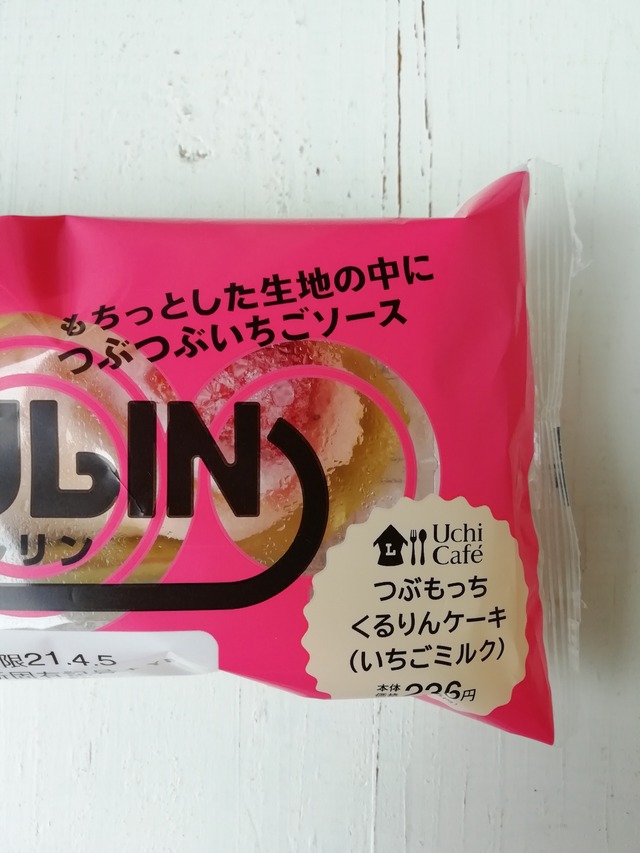 もちっとした生地の中に
つぶつぶいちごソース
リン
Uchi
Café
つぶもっち
くるりんケーキ
(いちごミルク)
本体
価格 236円
限21.4.5